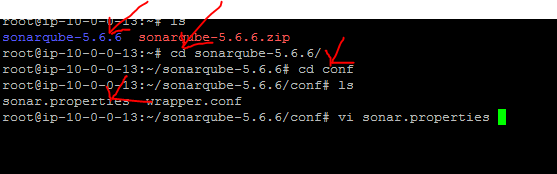 root@ip-10-0-0-13:~# ls
sonarqube-5.6.6 sonarqube-5.6.6.zip
root@ip-10-0-0-13:~# cd sonarqube-5.6.6/
root@ip-10-0-0-13:~/sonarqube-5.6.6# cd conf
root@ip-10-0-0-13:~/sonarqube-5.6.6/conf# ls
sonar.properties wrapper.conf
root@ip-10-0-0-13:~/sonarqube-5.6.6/conf# vi sonar.properties